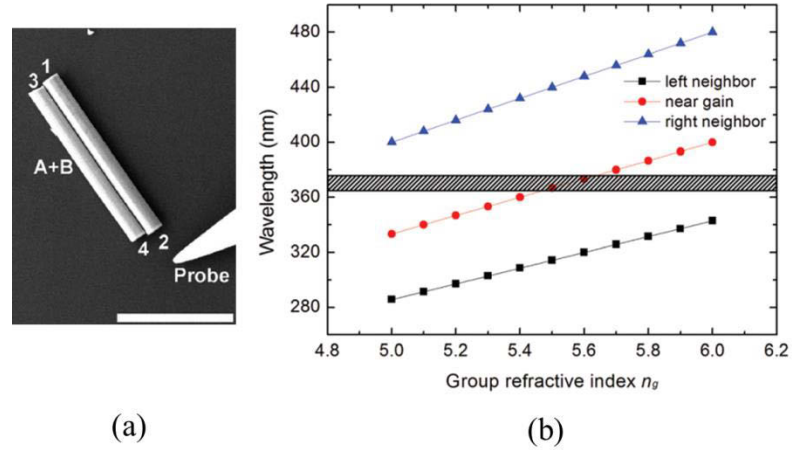 1
3
A+B
4
2
Probe
480
440
400
360
320
280
Wavelength (nm)
left neighbor
near gain
right neighbor
4.8 5.0 5.2 5.4 5.6 5.8 6.0 6.2
Group refractive index ng
(a)
(b)